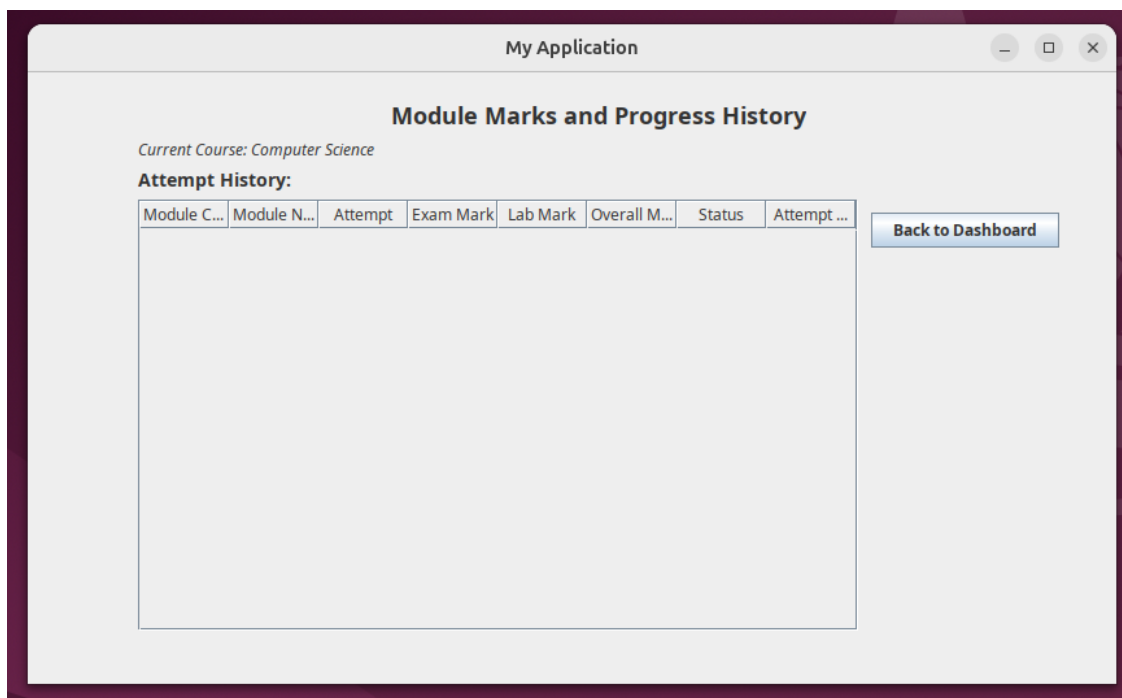 My Application
Module Marks and Progress History
Current Course: Computer Science
Attempt History:
Module C... Module N... Attempt Exam Mark Lab Mark Overall M... Status Attempt ...
Back to Dashboard